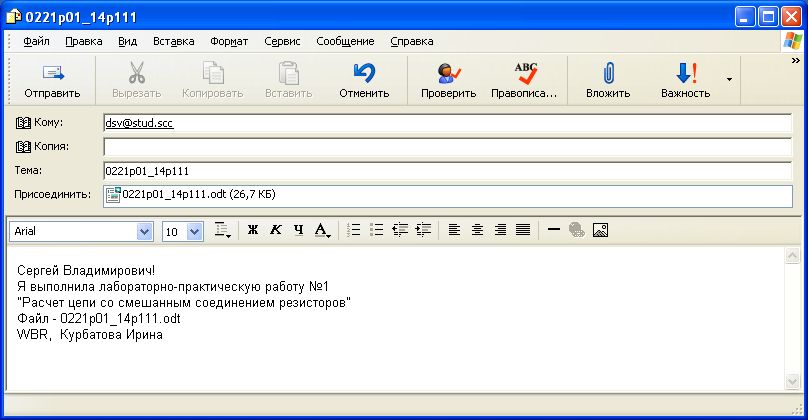 0221p01_14p111
Файл Правка Вид Вставка Формат Сервис Сообщение Справка
Отправить Вырезать Копировать Вставить Отменить Проверить Правописа... Вложить Важность
Кому: dsv@stud.scc
Копия:
Тема: 0221p01_14p111
Присоединить: 0221p01_14p111.odt (26,7 КБ)
Arial 10 Ж К Ч А
Сергей Владимирович!
Я выполнила лабораторно-практическую работу №1
"Расчет цепи со смешанным соединением резисторов"
Файл - 0221p01_14p111.odt
WBR, Курбатова Ирина